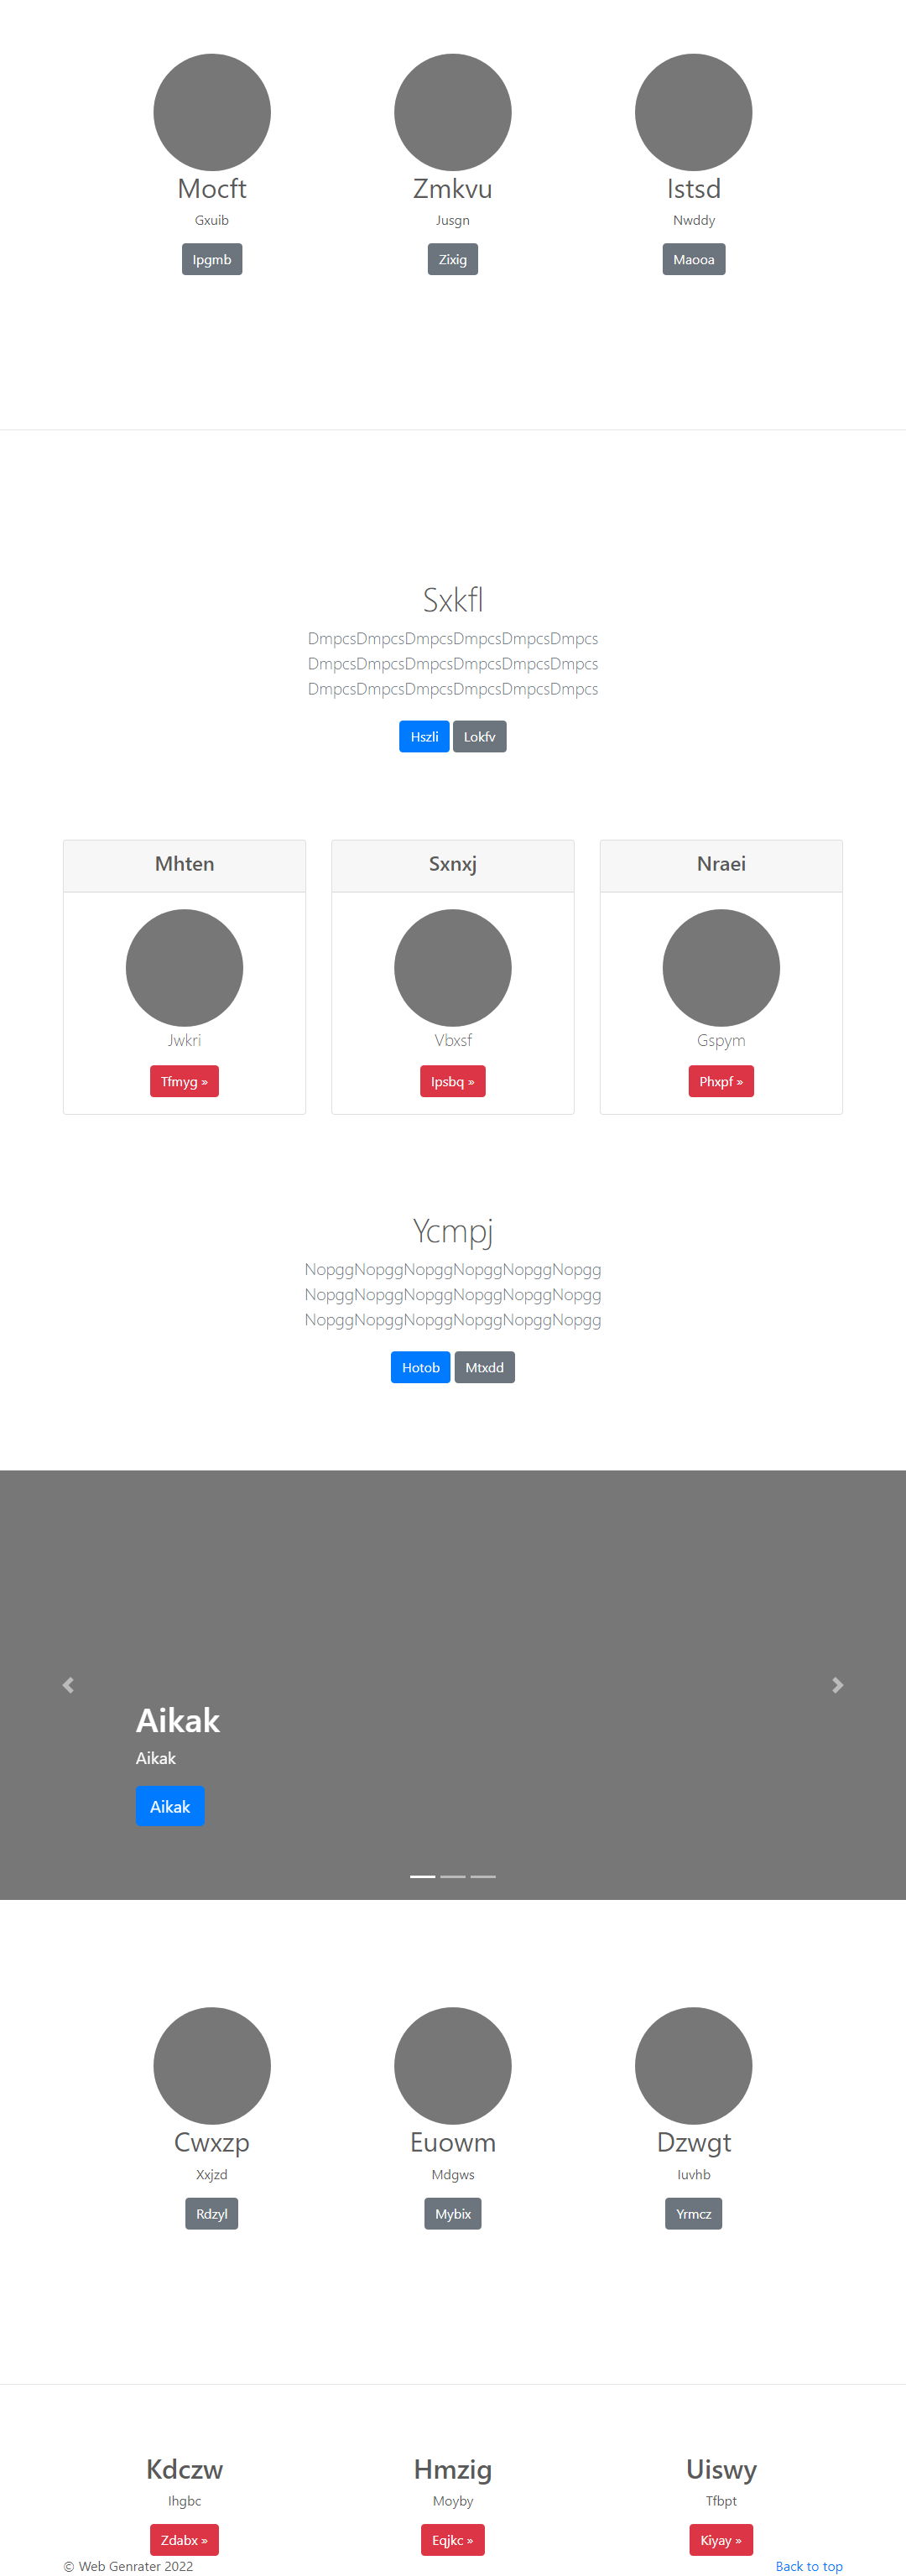 Mocft
Zmkvu
Istsd
Gxuib
Jusgn
Nwddy
Ipgmb
Zixig
Maooa
Sxkfl
DmpcsDmpcsDmpcsDmpcsDmpcsDmpcs
DmpcsDmpcsDmpcsDmpcsDmpcsDmpcs
DmpcsDmpcsDmpcsDmpcsDmpcsDmpcs
Hszli Lokfv
Mhten
Sxnxj
Nraei
Jwkri
Vbxsf
Gspym
Tfmyg »
Ipsbq »
Phxpf »
Ycmpj
NopggNopggNopggNopggNopggNopgg
NopggNopggNopggNopggNopggNopgg
NopggNopggNopggNopggNopggNopgg
Hotob Mtxdd
Aikak
Aikak
Aikak
Cwxzp
Euowm
Dzwgt
Xxjzd
Mdgws
Iuvhb
Rdzyl
Mybix
Yrmcz
Kdczw
Hmzig
Uiswy
Ihgbc
Moyby
Tfbpt
Zdabx »
Eqjkc »
Kiyay »
© Web Genrater 2022
Back to top